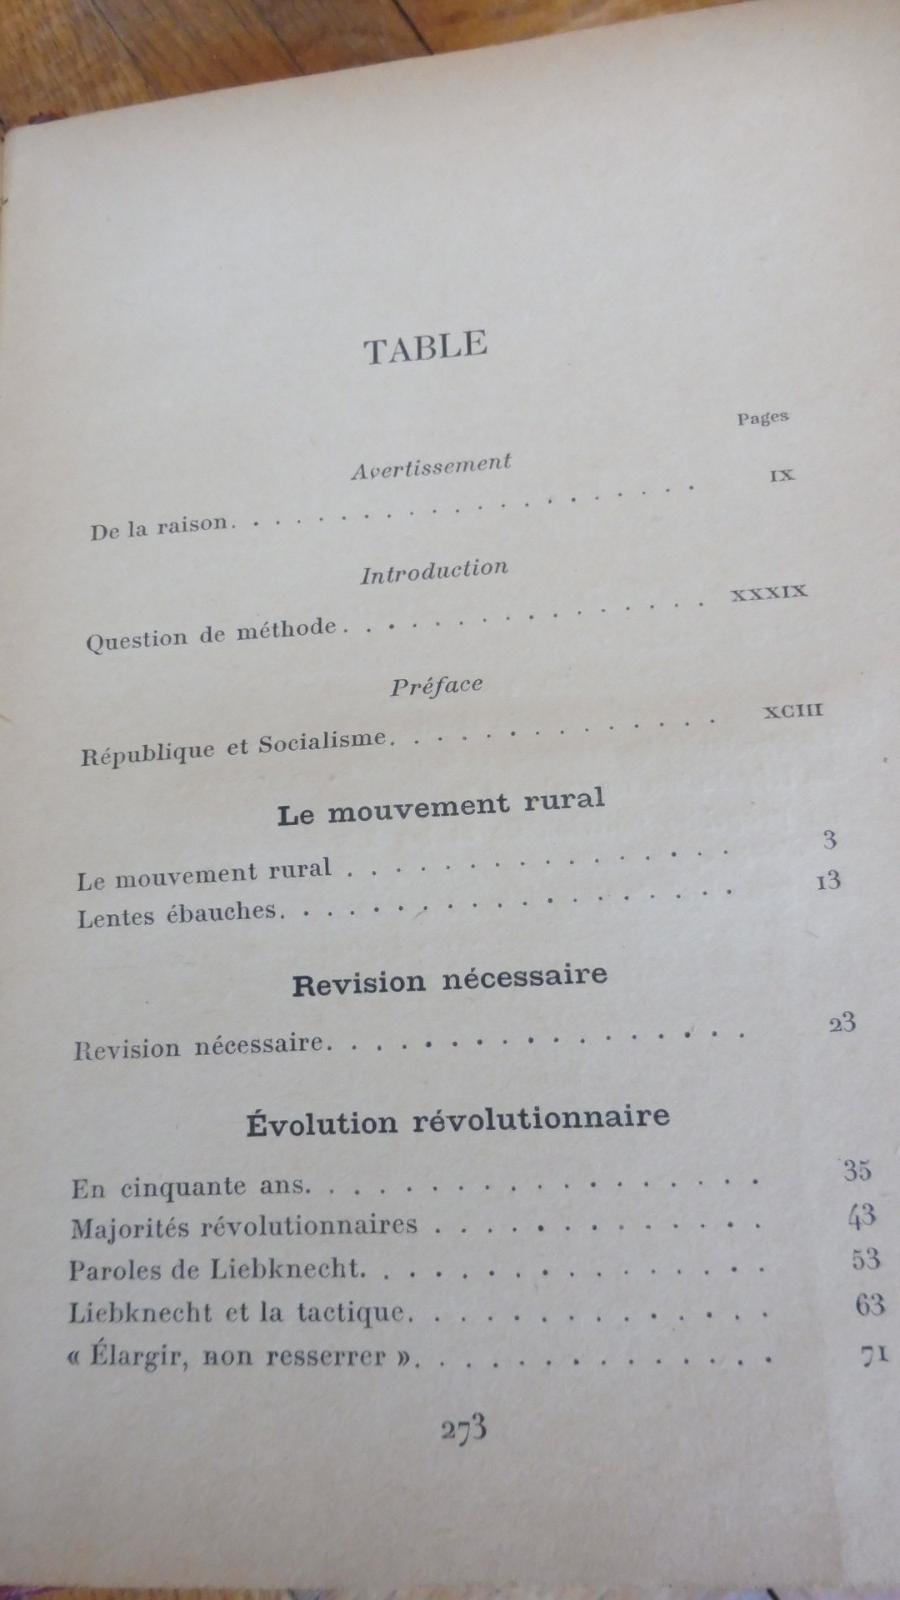 TABLE
Pages
Avertissement
De la raison. . . . . . . . . . . . . . . . . . . . IX
Introduction
Question de méthode . . . . . . . . . . . . . . . . XXXIX
Préface
République et Socialisme. . . . . . . . . . . . . . . XCIII
Le mouvement rural
Le mouvement rural . . . . . . . . . . . . . . . . . 3
Lentes ébauches. . . . . . . . . . . . . . . . . . . . 13
Revision nécessaire
Revision nécessaire. . . . . . . . . . . . . . . . . . 23
Évolution révolutionnaire
En cinquante ans. . . . . . . . . . . . . . . . . . 35
Majorités révolutionnaires . . . . . . . . . . . . . 43
Paroles de Liebknecht. . . . . . . . . . . . . . . . 53
Liebknecht et la tactique. . . . . . . . . . . . . . 63
« Élargir, non resserrer ». . . . . . . . . . . . . . 71
273